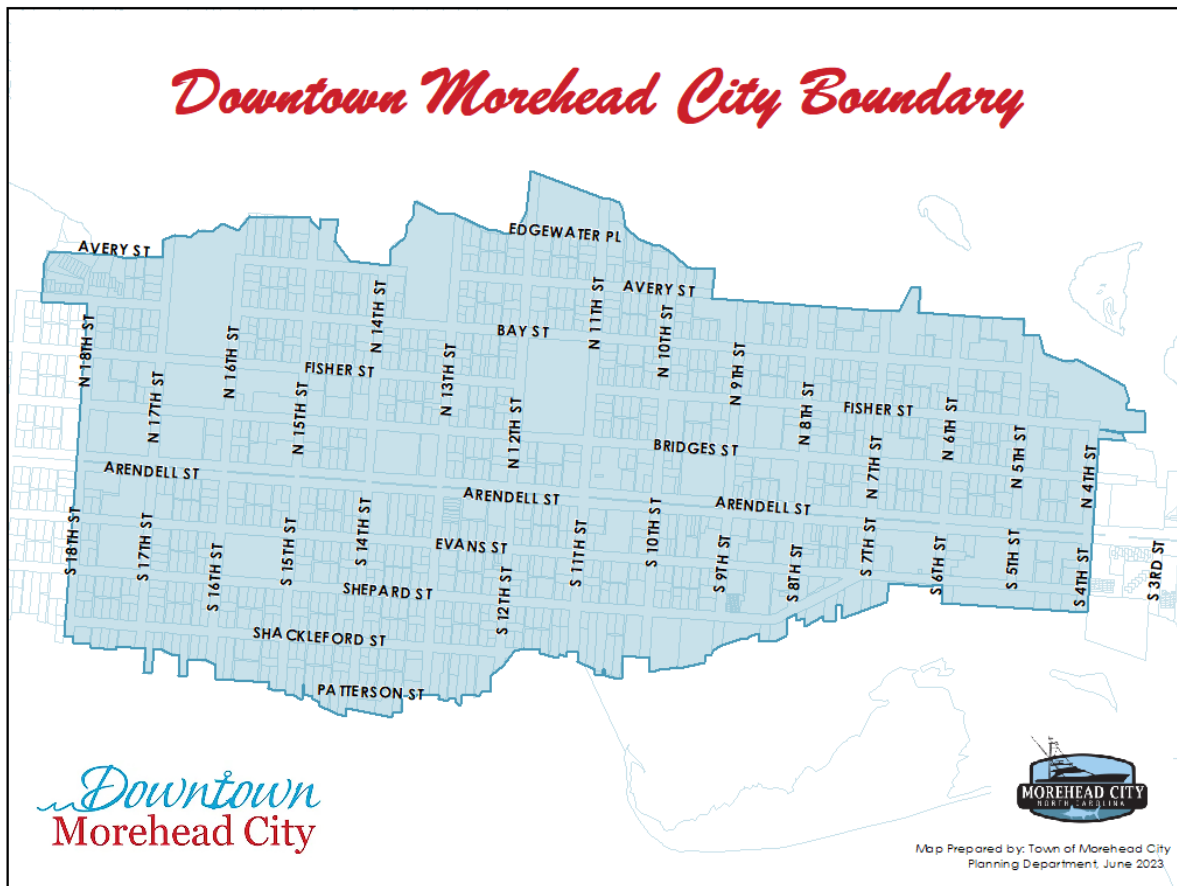 Downtown Morehead City Boundary
EDGEWATER PL
AVERY ST
AVERY ST
N 14TH ST
N 11TH ST
N 10TH ST
BAY ST
N 18TH ST
N 16TH ST
FISHER ST
N 13TH ST
N 9TH ST
N 17TH ST
N 15TH ST
N 12TH ST
N 8TH ST
FISHER ST
N 6TH ST
BRIDGES ST
N 7TH ST
N 5TH ST
N 4TH ST
ARENDELL ST
ARENDELL ST
ARENDELL ST
S 18TH ST
S 17TH ST
S 16TH ST
S 15TH ST
S 14TH ST
EVANS ST
S 11TH ST
S 10TH ST
S 9TH ST
S 8TH ST
S 7TH ST
S 6TH ST
S 5TH ST
S 4TH ST
S 3RD ST
SHEPARD ST
S 12TH ST
SHACKLEFORD ST
PATTERSON ST
Downtown
Morehead City
MOREHEAD CITY
NORTH CAROLINA
Map Prepared by: Town of Morehead City
Planning Department, June 2023